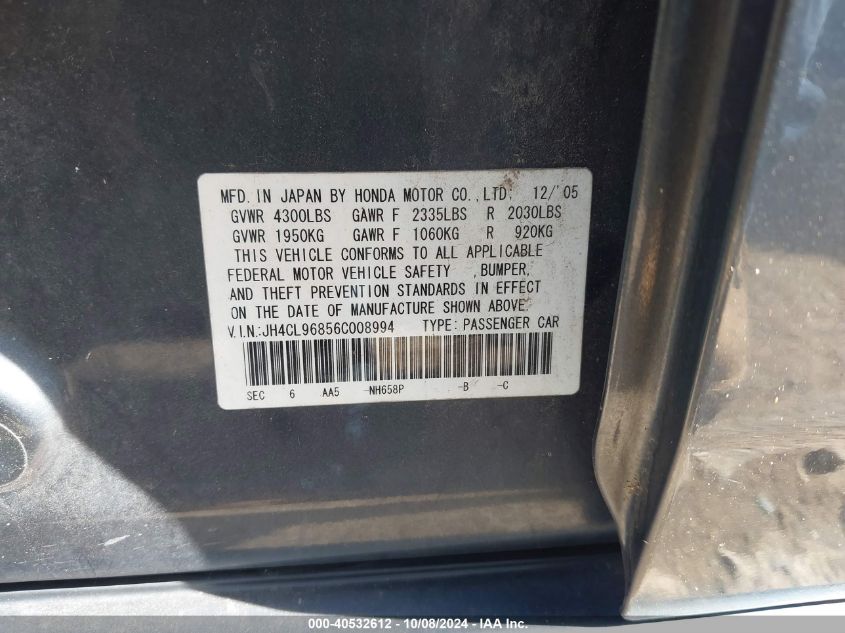 MFD. IN JAPAN BY HONDA MOTOR CO.,LTD. 12/'05
GVWR 4300LBS GAWR F 2335LBS R 2030LBS
GVWR 1950KG GAWR F 1060KG R 920KG
THIS VEHICLE CONFORMS TO ALL APPLICABLE
FEDERAL MOTOR VEHICLE SAFETY ,BUMPER,
AND THEFT PREVENTION STANDARDS IN EFFECT
ON THE DATE OF MANUFACTURE SHOWN ABOVE.
V.I.N.:JH4CL96856C008994 TYPE: PASSENGER CAR
SEC 6 AA5 -NH658P -B -C
000-40532612 - 10/08/2024 - IAA Inc.